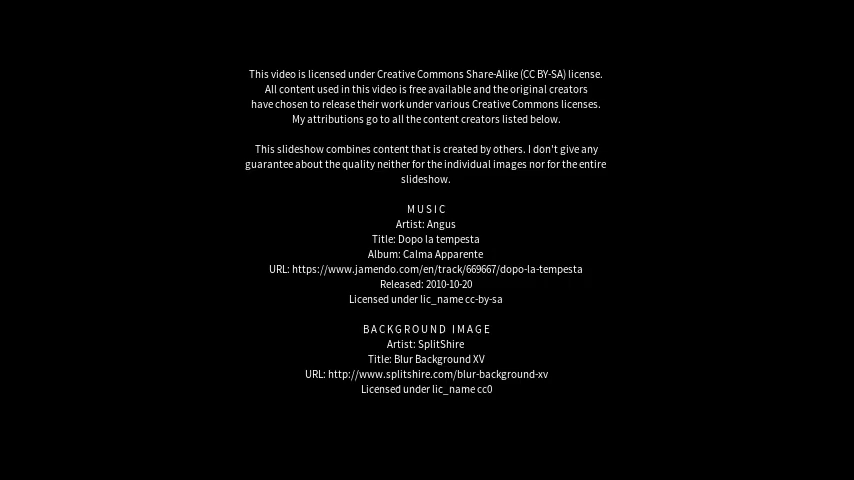 This video is licensed under Creative Commons Share-Alike (CC BY-SA) license.
All content used in this video is free available and the original creators
have chosen to release their work under various Creative Commons licenses.
My attributions go to all the content creators listed below.
This slideshow combines content that is created by others. I don't give any
guarantee about the quality neither for the individual images nor for the entire
slideshow.
MUSIC
Artist: Angus
Title: Dopo la tempesta
Album: Calma Apparente
URL: https://www.jamendo.com/en/track/669667/dopo-la-tempesta
Released: 2010-10-20
Licensed under lic_name cc-by-sa
BACKGROUND IMAGE
Artist: SplitShire
Title: Blur Background XV
URL: http://www.splitshire.com/blur-background-xv
Licensed under lic_name cc0